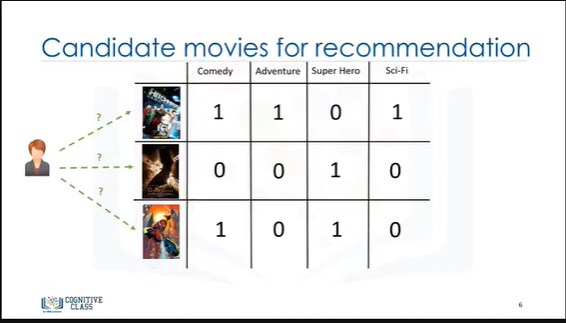 Candidate movies for recommendation
Comedy Adventure Super Hero Sci-Fi
? 1 1 0 1
? 0 0 1 0
? 1 0 1 0
COGNITIVE
CLASS
6